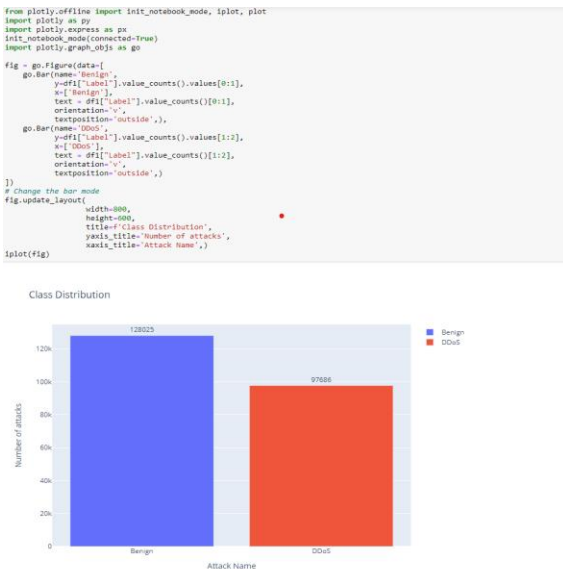 from plotly.offline import init_notebook_mode, iplot, plot
import plotly as py
import plotly.express as px
init_notebook_mode(connected=True)
import plotly.graph_objs as go
fig = go.Figure(data=[
go.Bar(name='Benign',
y=df1["Label"].value_counts().values[0:1],
x=['Benign'],
text = df1["Label"].value_counts()[0:1],
orientation='v',
textposition='outside',),
go.Bar(name='DDoS',
y=df1["Label"].value_counts().values[1:2],
x=['DDoS'],
text = df1["Label"].value_counts()[1:2],
orientation='v',
textposition='outside',)
])
# Change the bar mode
fig.update_layout(
width=800,
height=600,
title=f'Class Distribution',
yaxis_title='Number of attacks',
xaxis_title='Attack Name',)
iplot(fig)
Class Distribution
128025
97686
Benign
DDoS
120k
100k
80k
60k
40k
20k
0
Number of attacks
Benign
DDoS
Attack Name